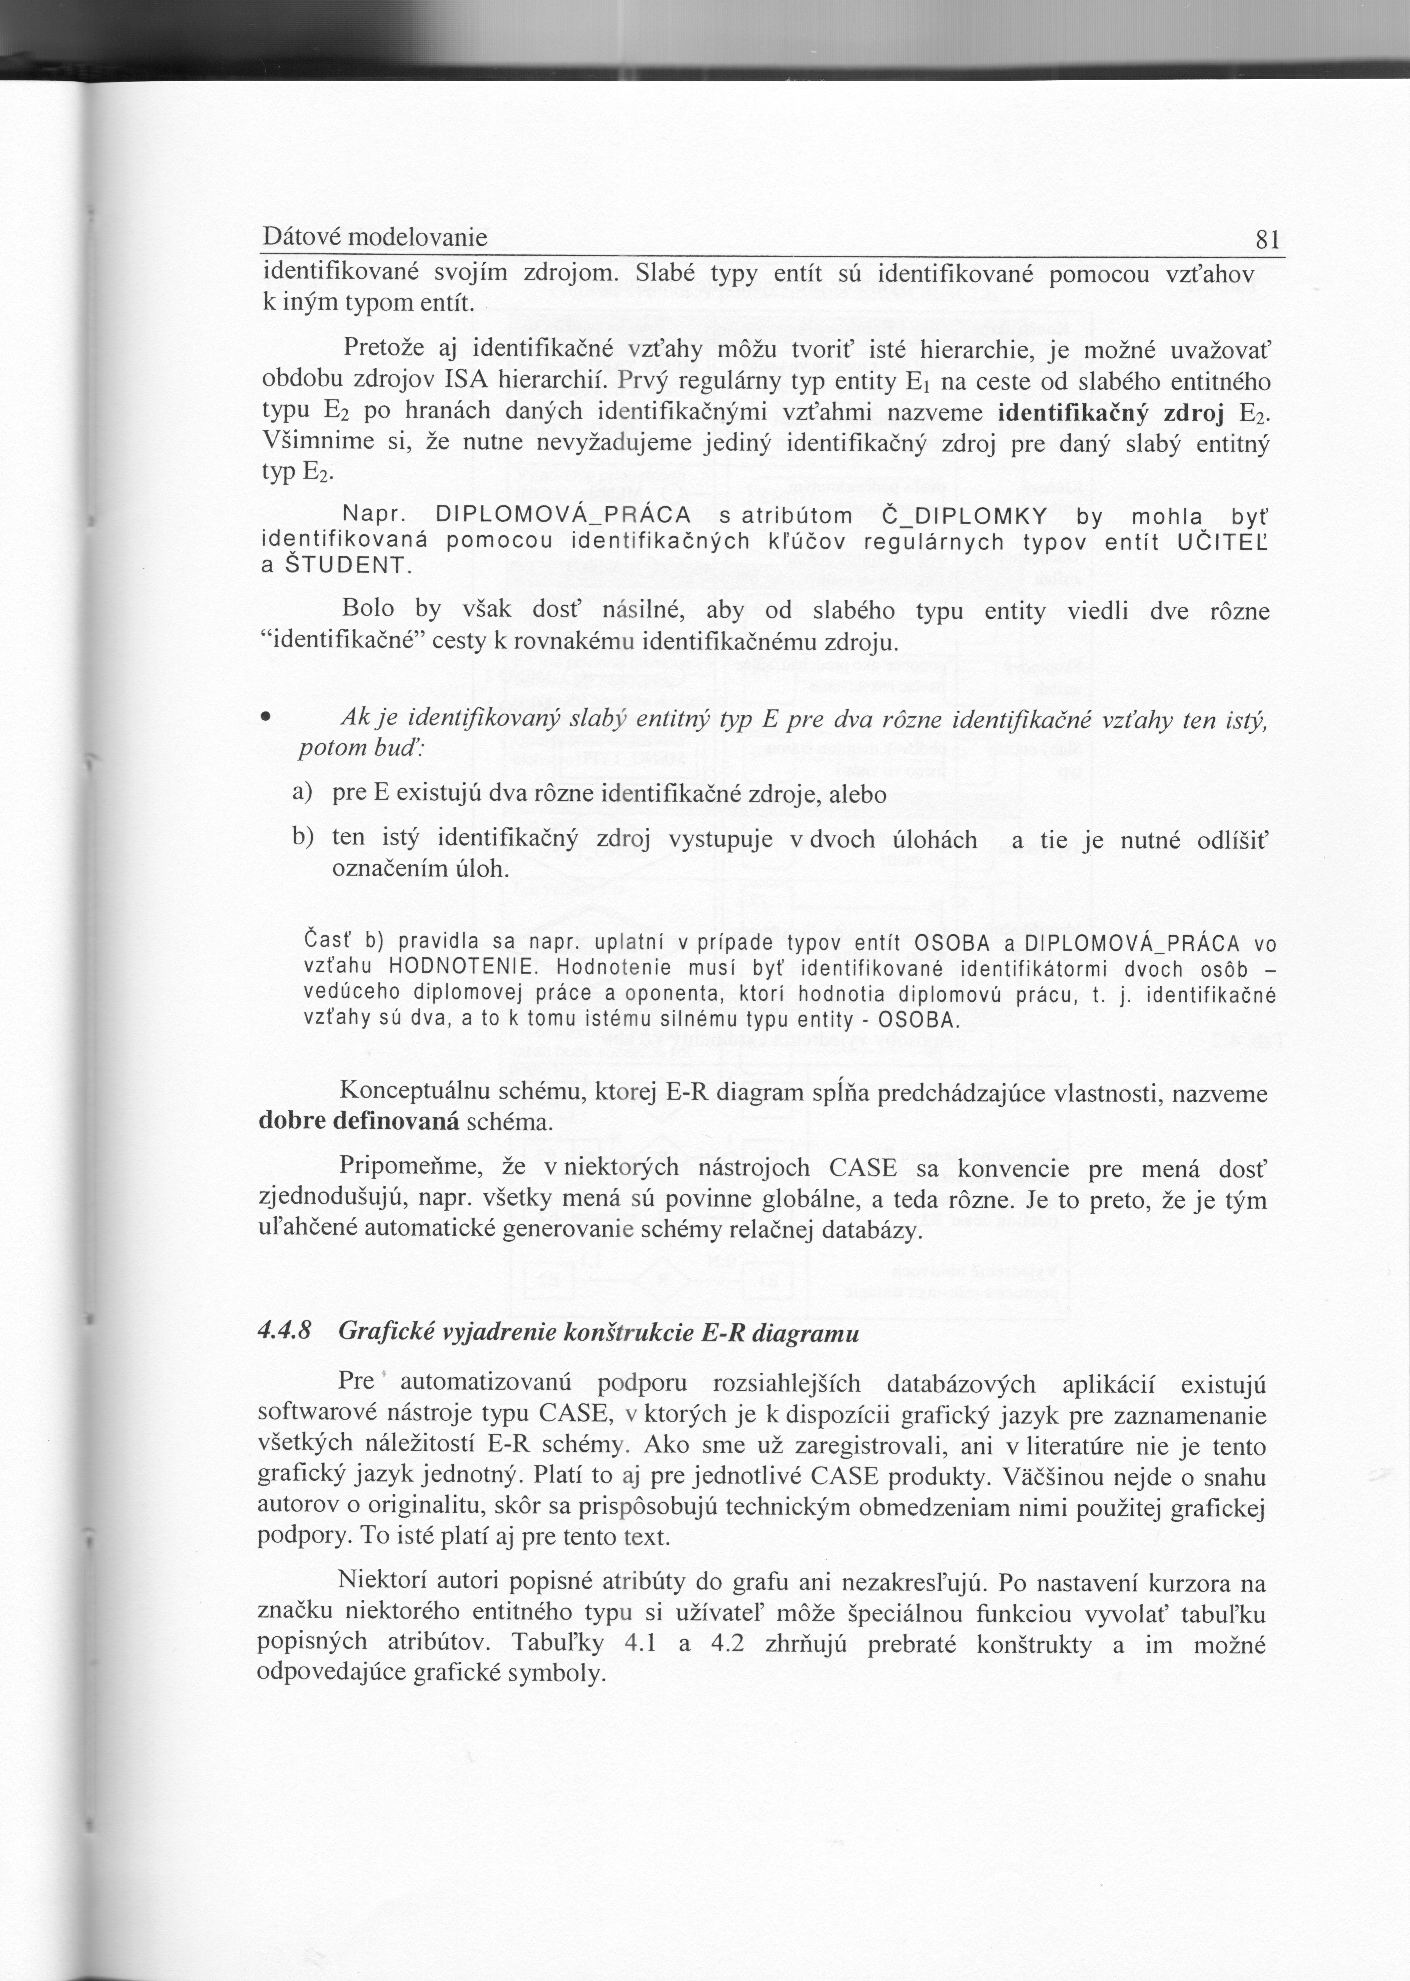 Dátové modelovanie 81
identifikované svojím zdrojom. Slabé typy entít sú identifikované pomocou vzťahov
k iným typom entít.
Pretože aj identifikačné vzťahy môžu tvoriť isté hierarchie, je možné uvažovať
obdobu zdrojov ISA hierarchií. Prvý regulárny typ entity E1 na ceste od slabého entitného
typu E2 po hranách daných identifikačnými vzťahmi nazveme identifikačný zdroj E2.
Všimnime si, že nutne nevyžadujeme jediný identifikačný zdroj pre daný slabý entitný
typ E2.
Napr. DIPLOMOVÁ_PRÁCA s atribútom Č_DIPLOMKY by mohla byť
identifikovaná pomocou identifikačných kľúčov regulárnych typov entít UČITEĽ
a ŠTUDENT.
Bolo by však dosť násilné, aby od slabého typu entity viedli dve rôzne
“identifikačné” cesty k rovnakému identifikačnému zdroju.
• Ak je identifikovaný slabý entitný typ E pre dva rôzne identifikačné vzťahy ten istý,
potom buď:
a) pre E existujú dva rôzne identifikačné zdroje, alebo
b) ten istý identifikačný zdroj vystupuje v dvoch úlohách a tie je nutné odlíšiť
označením úloh.
Časť b) pravidla sa napr. uplatní v prípade typov entít OSOBA a DIPLOMOVÁ_PRÁCA vo
vzťahu HODNOTENIE. Hodnotenie musí byť identifikované identifikátormi dvoch osôb –
vedúceho diplomovej práce a oponenta, ktorí hodnotia diplomovú prácu, t. j. identifikačné
vzťahy sú dva, a to k tomu istému silnému typu entity - OSOBA.
Konceptuálnu schému, ktorej E-R diagram spĺňa predchádzajúce vlastnosti, nazveme
dobre definovaná schéma.
Pripomeňme, že v niektorých nástrojoch CASE sa konvencie pre mená dosť
zjednodušujú, napr. všetky mená sú povinne globálne, a teda rôzne. Je to preto, že je tým
uľahčené automatické generovanie schémy relačnej databázy.
4.4.8 Grafické vyjadrenie konštrukcie E-R diagramu
Pre automatizovanú podporu rozsiahlejších databázových aplikácií existujú
softwarové nástroje typu CASE, v ktorých je k dispozícii grafický jazyk pre zaznamenanie
všetkých náležitostí E-R schémy. Ako sme už zaregistrovali, ani v literatúre nie je tento
grafický jazyk jednotný. Platí to aj pre jednotlivé CASE produkty. Väčšinou nejde o snahu
autorov o originalitu, skôr sa prispôsobujú technickým obmedzeniam nimi použitej grafickej
podpory. To isté platí aj pre tento text.
Niektorí autori popisné atribúty do grafu ani nezakresľujú. Po nastavení kurzora na
značku niektorého entitného typu si užívateľ môže špeciálnou funkciou vyvolať tabuľku
popisných atribútov. Tabuľky 4.1 a 4.2 zhrňujú prebraté konštrukty a im možné
odpovedajúce grafické symboly.